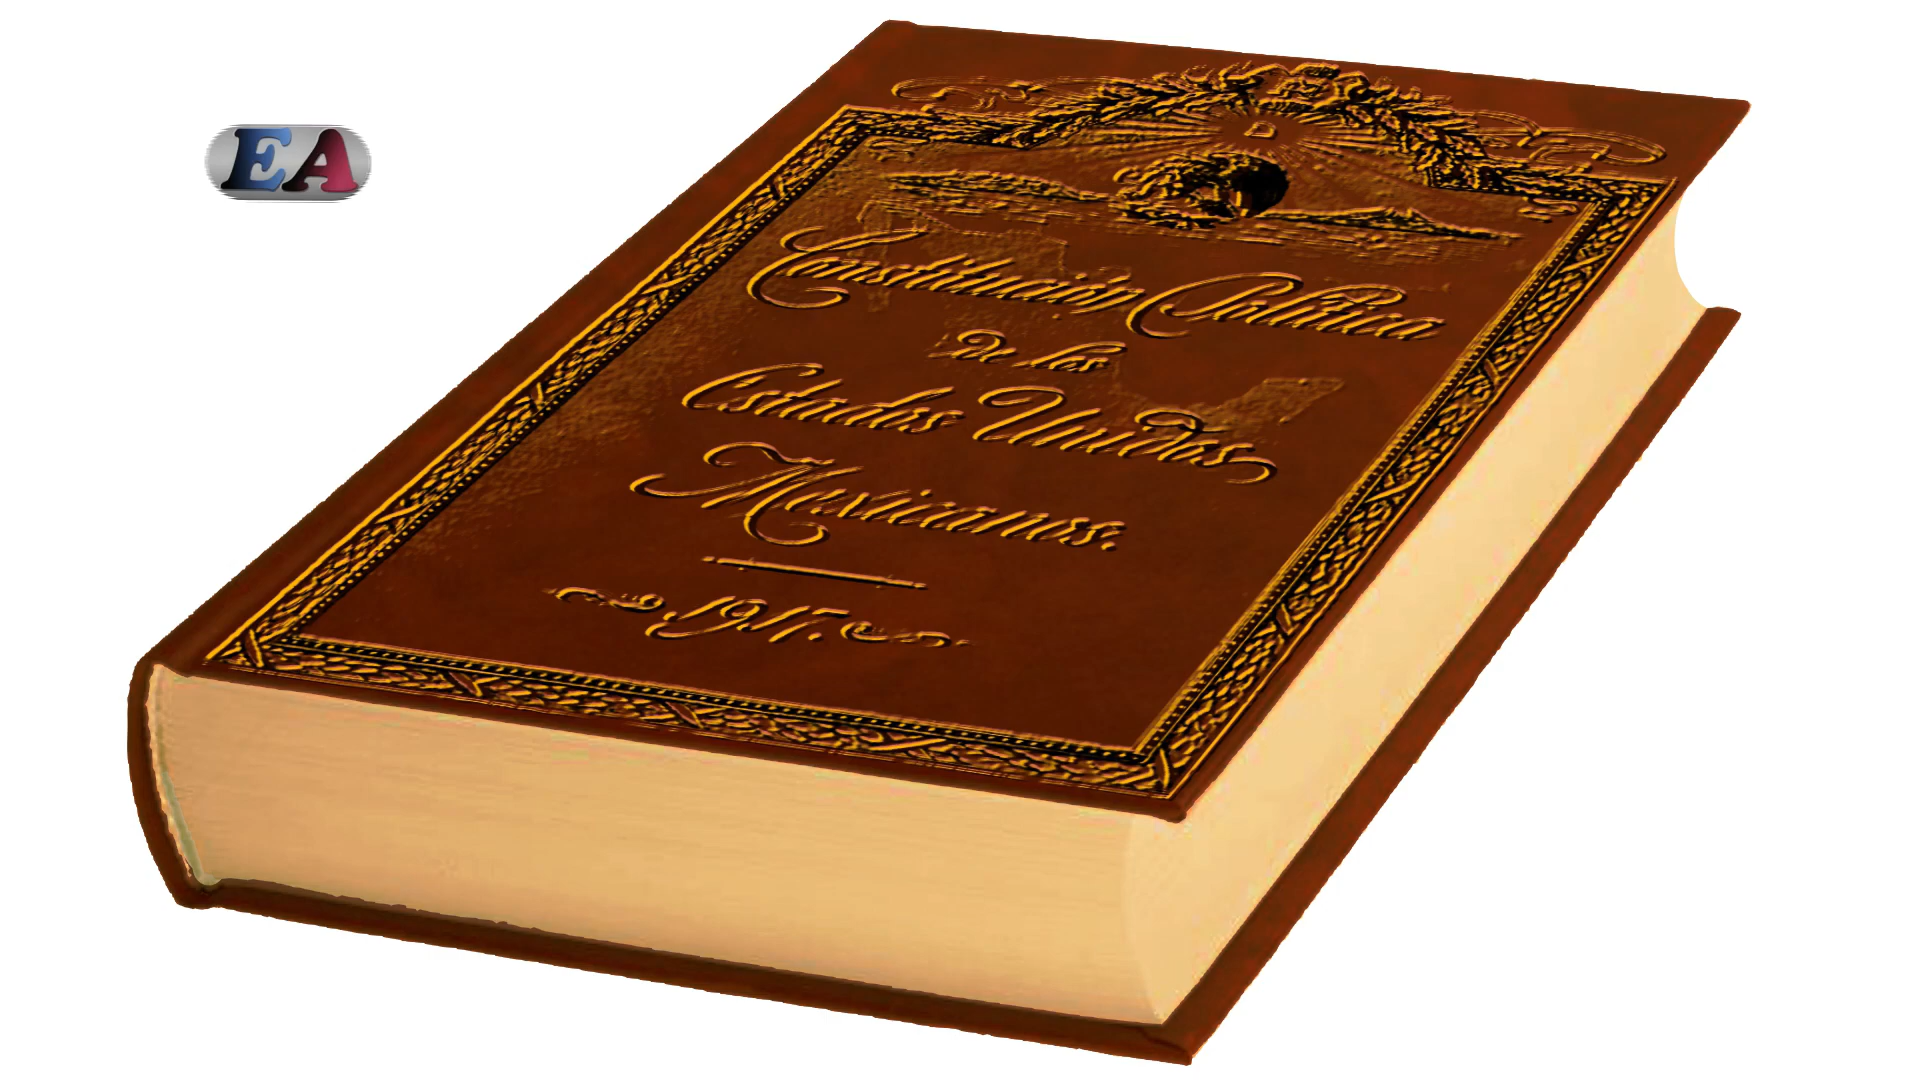 EA
Constitución Política
de los
Estados Unidos
Mexicanos.
1917.